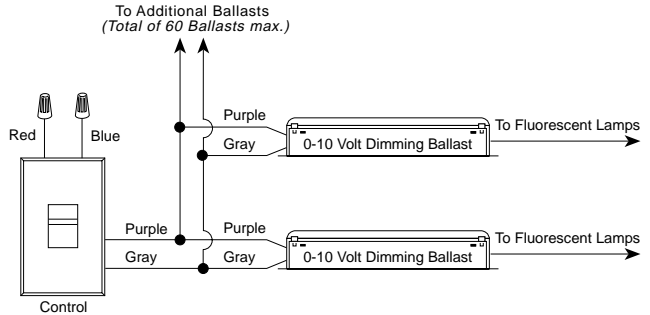 To Additional Ballasts
(Total of 60 Ballasts max.)
Purple
To Fluorescent Lamps
Red
Blue
Gray
0-10 Volt Dimming Ballast
Purple
Purple
To Fluorescent Lamps
Gray
Gray
0-10 Volt Dimming Ballast
Control